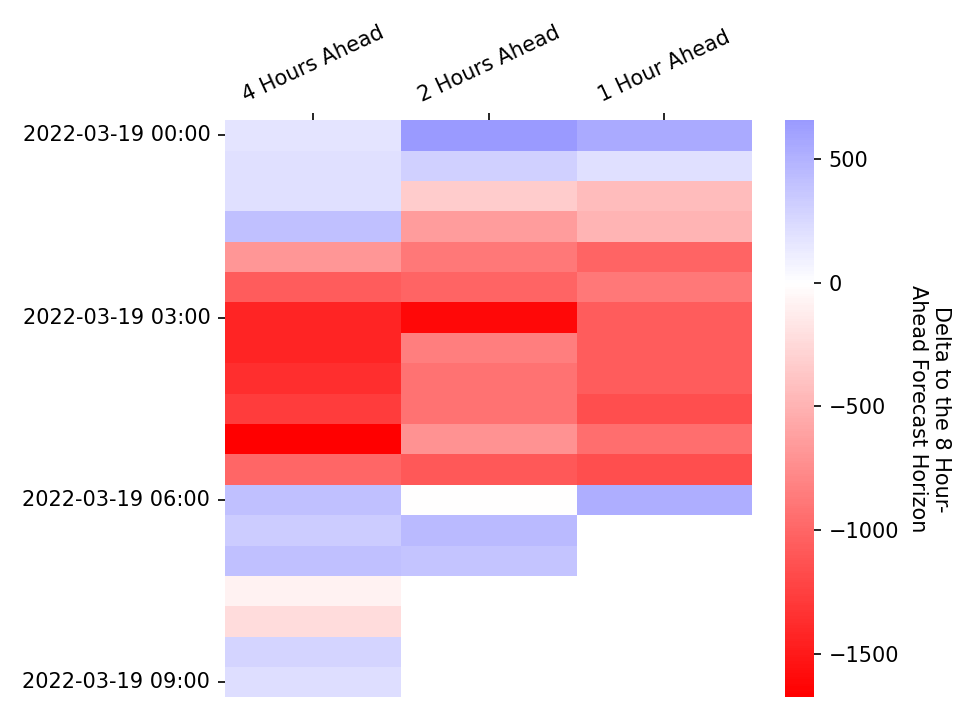 4 Hours Ahead
2 Hours Ahead
1 Hour Ahead
2022-03-19 00:00
2022-03-19 03:00
2022-03-19 06:00
2022-03-19 09:00
500
0
−500
−1000
−1500
Delta to the 8 Hour-
Ahead Forecast Horizon